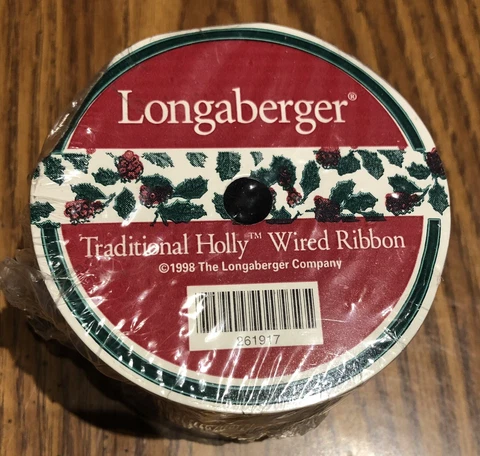 Longaberger®
Traditional Holly™ Wired Ribbon
©1998 The Longaberger Company
261917